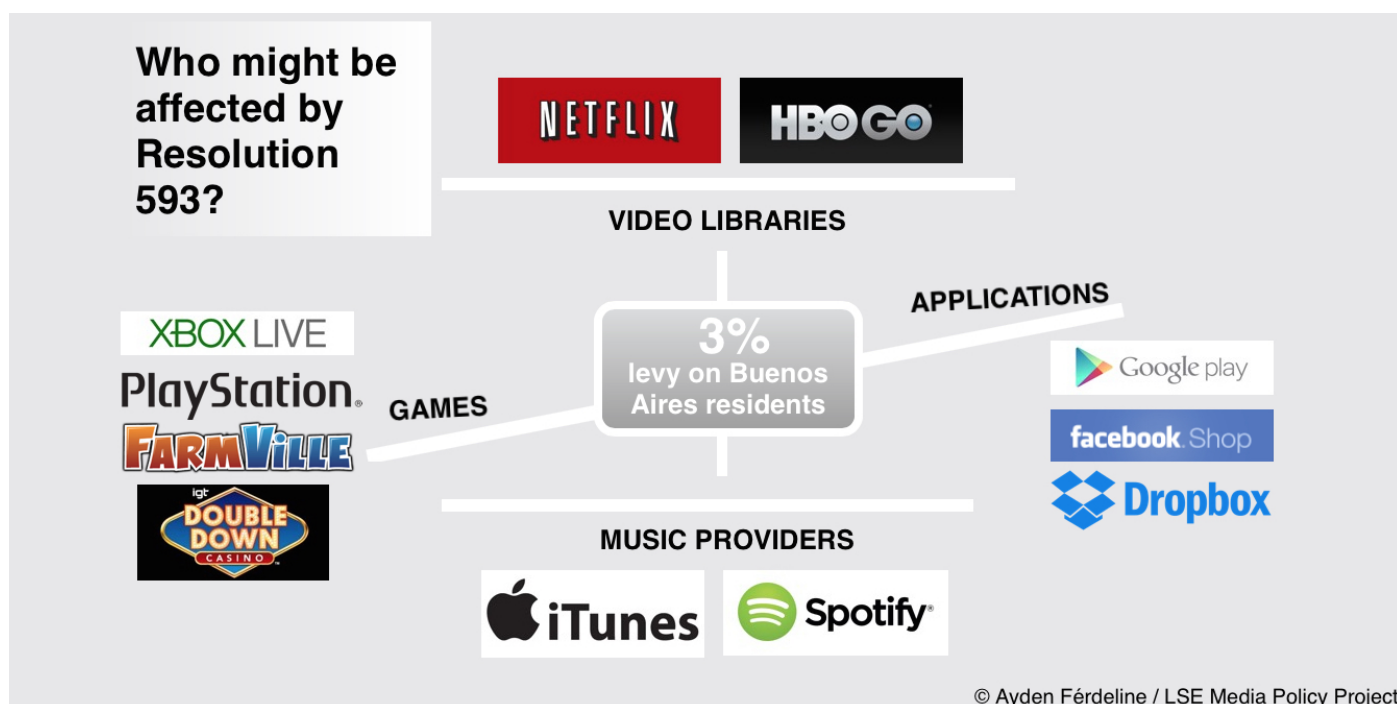 Who might be
affected by
Resolution
593?
NETFLIX
HBO GO
VIDEO LIBRARIES
APPLICATIONS
3%
levy on Buenos
Aires residents
XBOX LIVE
PlayStation®
FARMVILLE
GAMES
igt
DOUBLE
DOWN
CASINO™
Google play
facebook.Shop
Dropbox
MUSIC PROVIDERS
iTunes
Spotify®
© Ayden Férdeline / LSE Media Policy Project